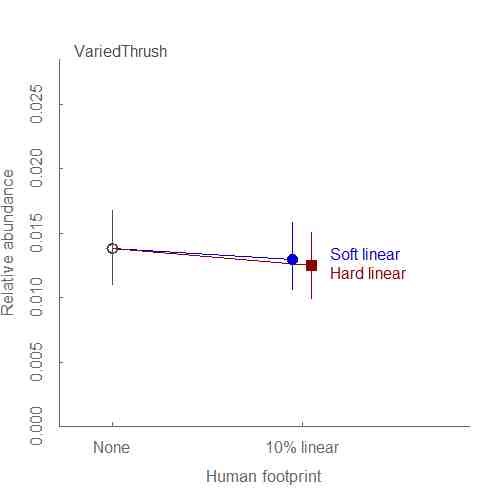 VariedThrush
0.025
0.020
0.015
0.010
0.005
0.000
Relative abundance
Soft linear
Hard linear
None
10% linear
Human footprint